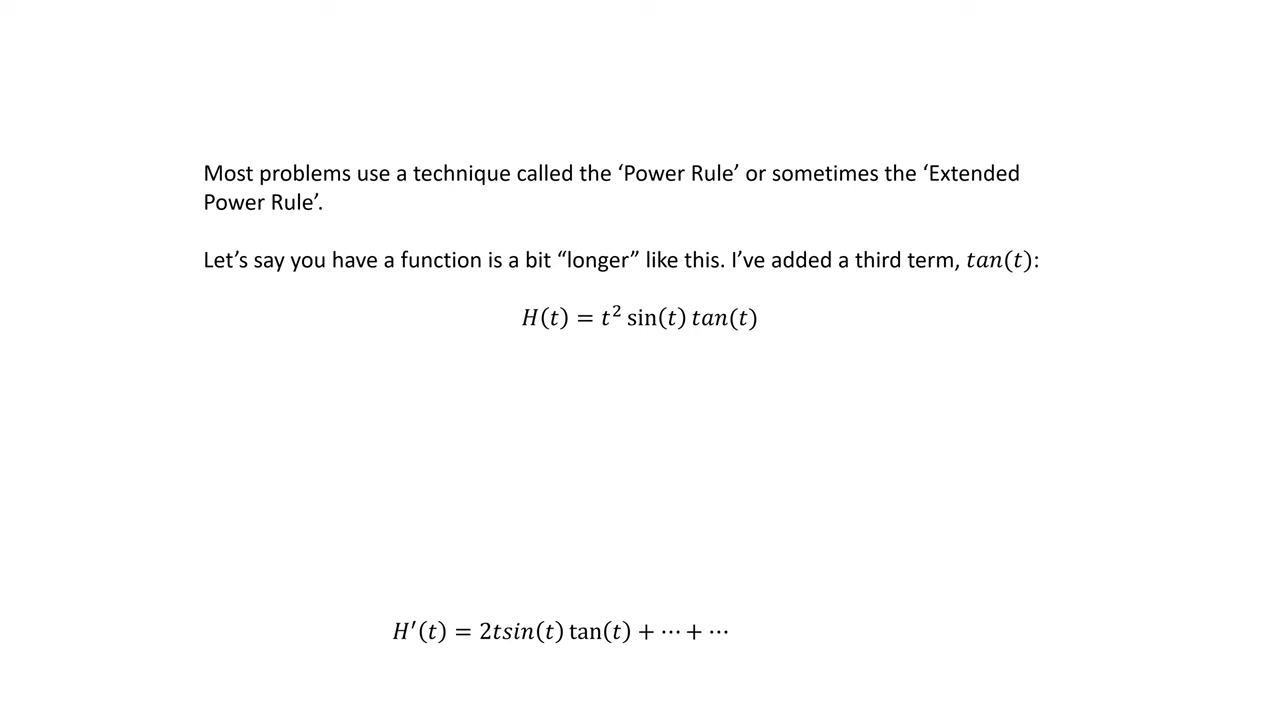 Most problems use a technique called the ‘Power Rule’ or sometimes the ‘Extended
Power Rule’.
Let’s say you have a function is a bit “longer” like this. I’ve added a third term, tan(t):
H(t) = t² sin(t) tan(t)
H′(t) = 2tsin(t) tan(t) + ⋯ + ⋯